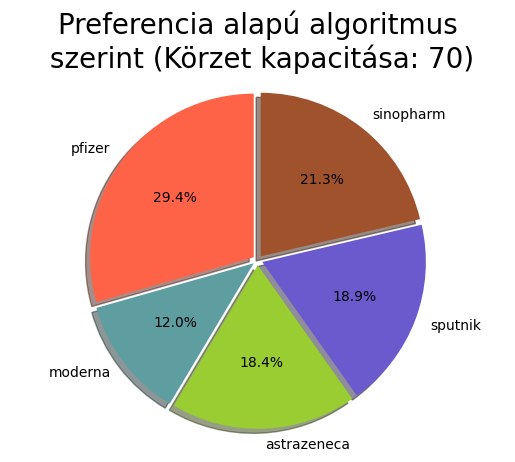 Preferencia alapú algoritmus
szerint (Körzet kapacitása: 70)
sinopharm
pfizer
21.3%
29.4%
18.9%
12.0%
sputnik
18.4%
moderna
astrazeneca